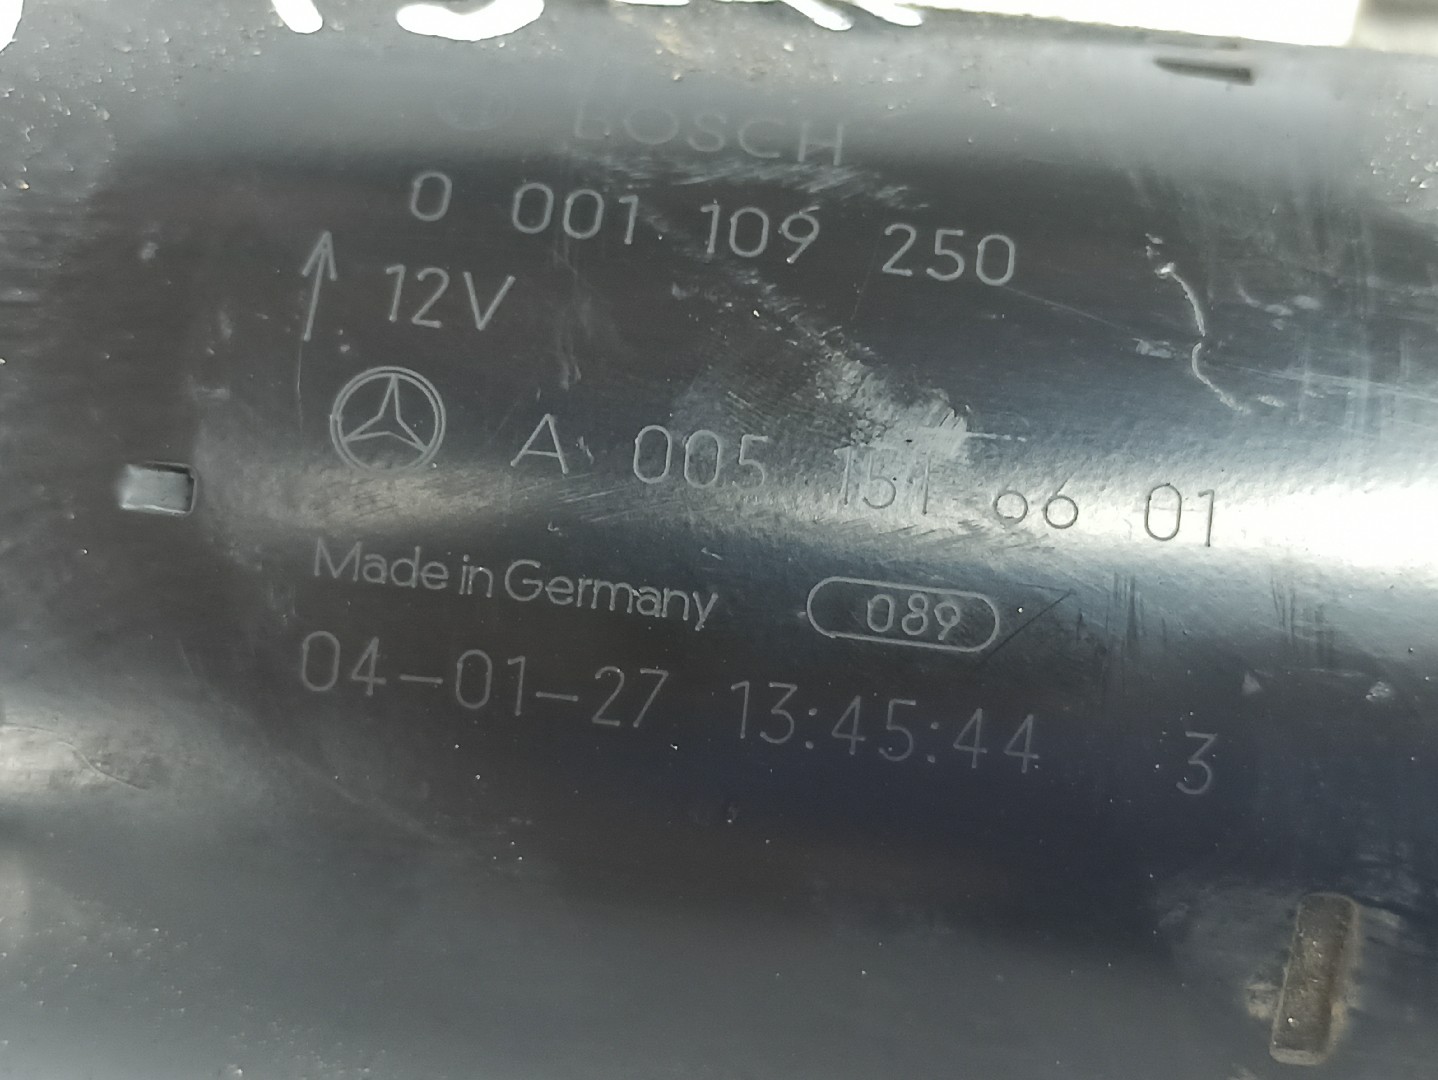 BOSCH
0 001 109 250
12V
A 005 151 66 01
Made in Germany 089
04-01-27 13:45:44 3